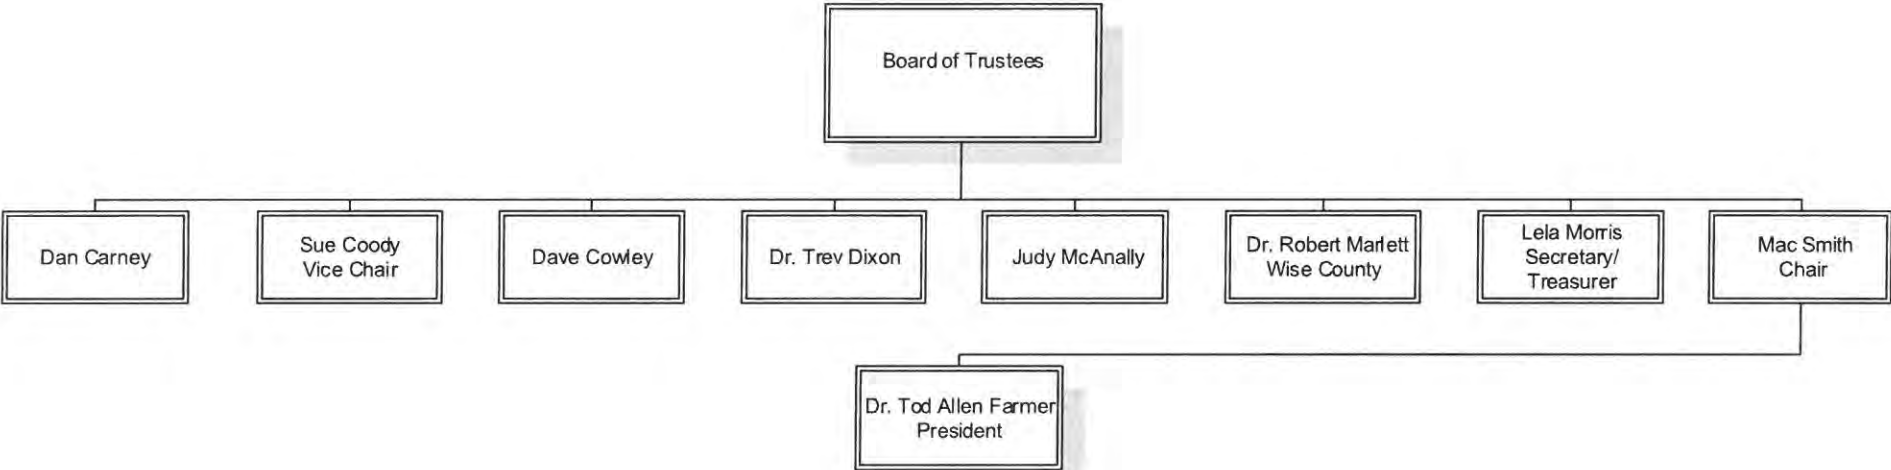 Board of Trustees
Dan Carney
Sue Coody
Vice Chair
Dave Cowley
Dr. Trev Dixon
Judy McAnally
Dr. Robert Marlett
Wise County
Lela Morris
Secretary/
Treasurer
Mac Smith
Chair
Dr. Tod Allen Farmer
President